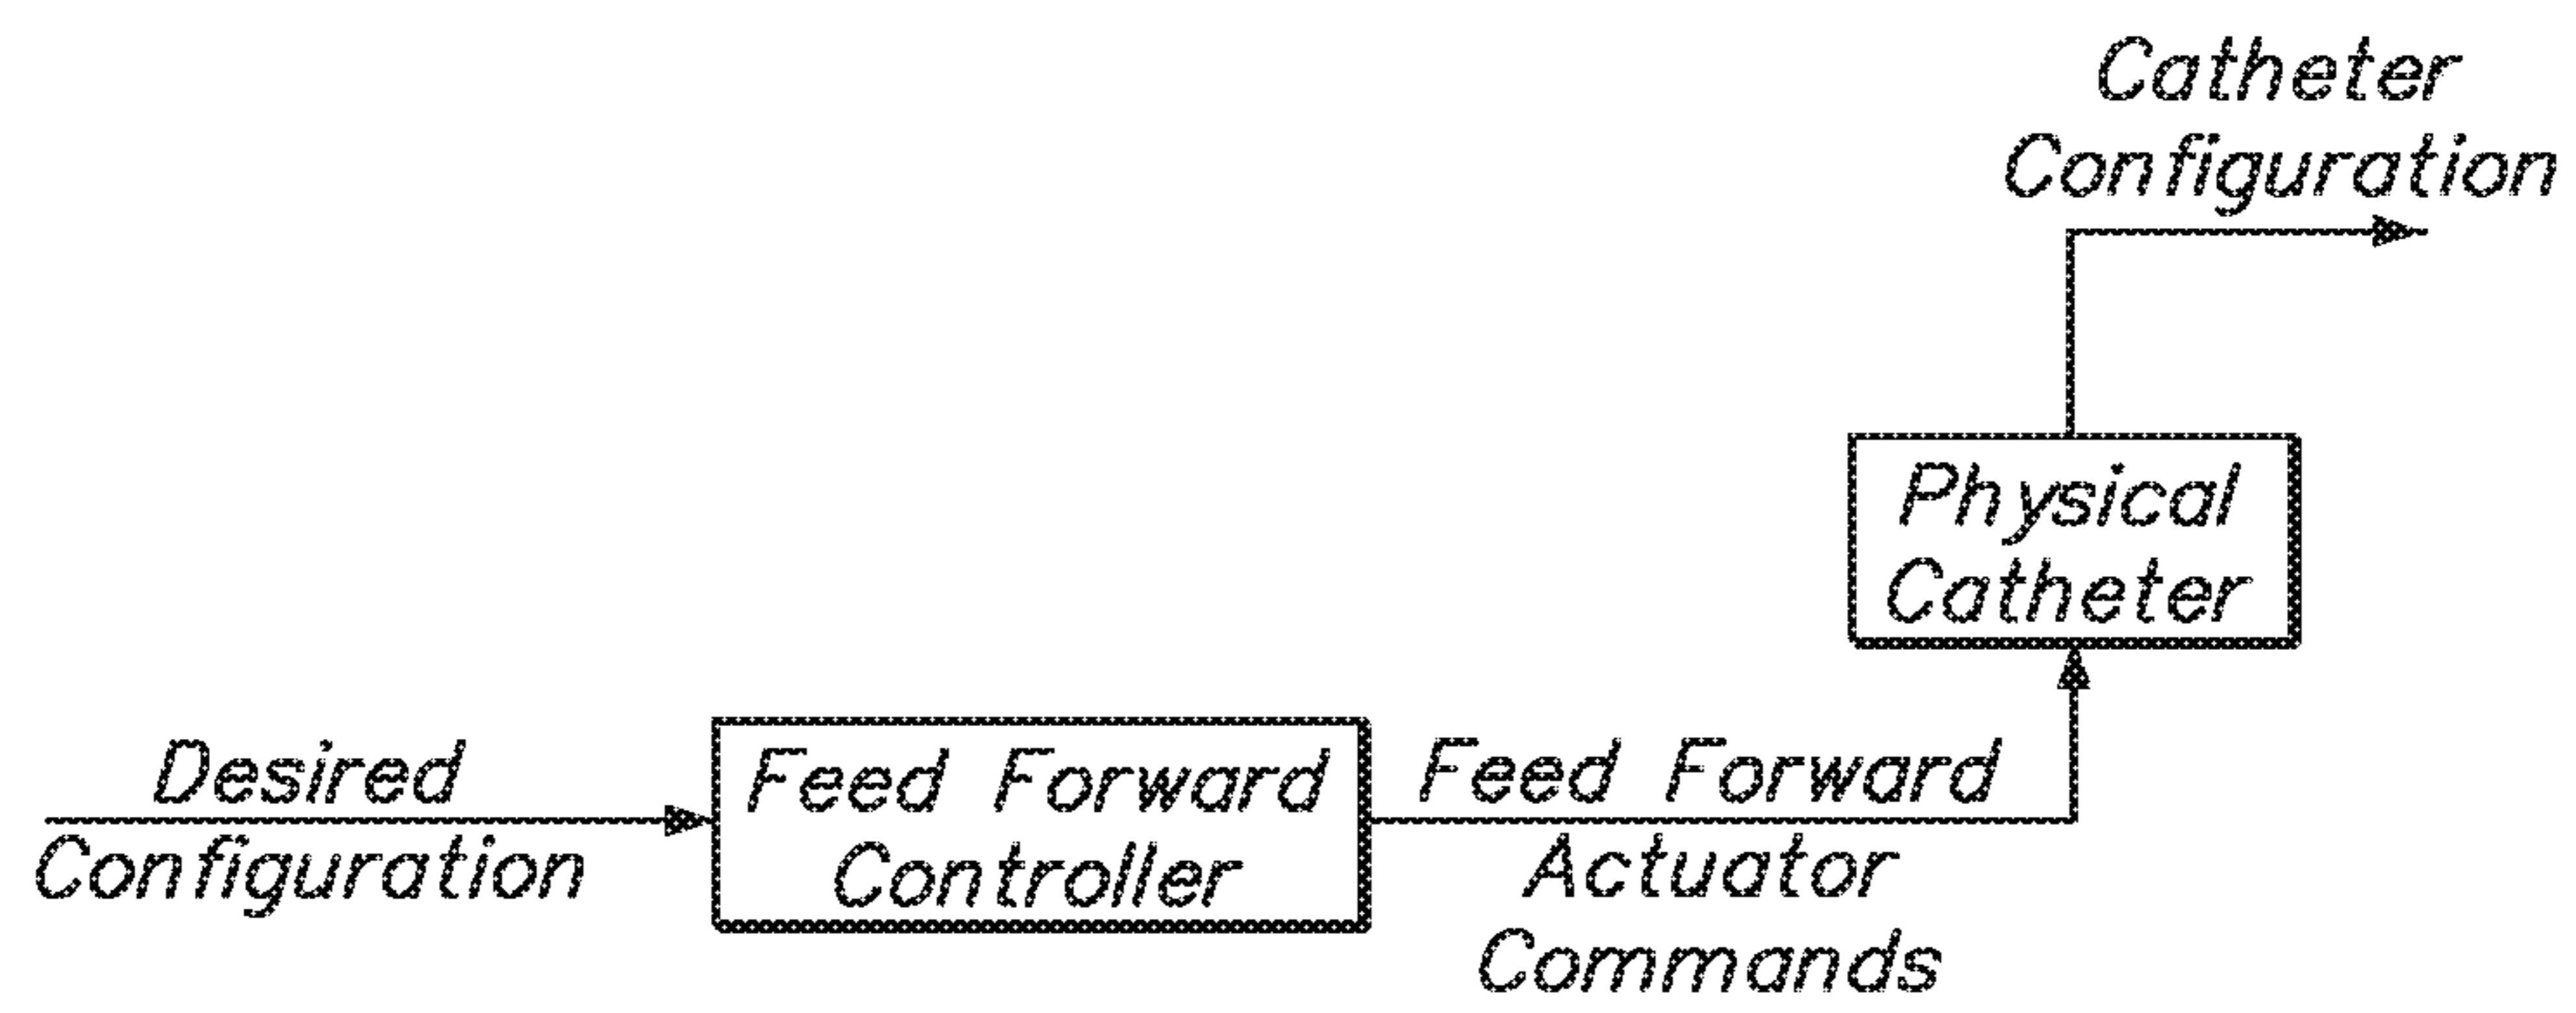 Catheter
Configuration
Physical
Catheter
Desired
Configuration
Feed Forward
Controller
Feed Forward
Actuator
Commands